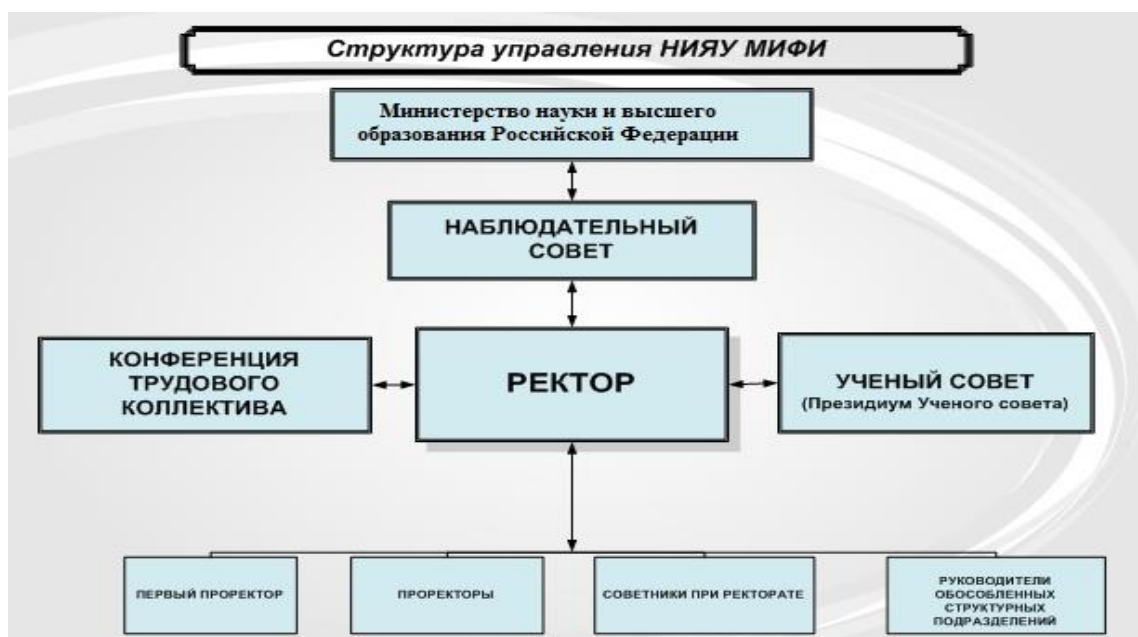 Структура управления НИЯУ МИФИ
Министерство науки и высшего
образования Российской Федерации
НАБЛЮДАТЕЛЬНЫЙ
СОВЕТ
КОНФЕРЕНЦИЯ
ТРУДОВОГО
КОЛЛЕКТИВА
РЕКТОР
УЧЕНЫЙ СОВЕТ
(Президиум Ученого совета)
ПЕРВЫЙ ПРОРЕКТОР
ПРОРЕКТОРЫ
СОВЕТНИКИ ПРИ РЕКТОРАТЕ
РУКОВОДИТЕЛИ
ОБОСОБЛЕННЫХ
СТРУКТУРНЫХ
ПОДРАЗДЕЛЕНИЙ